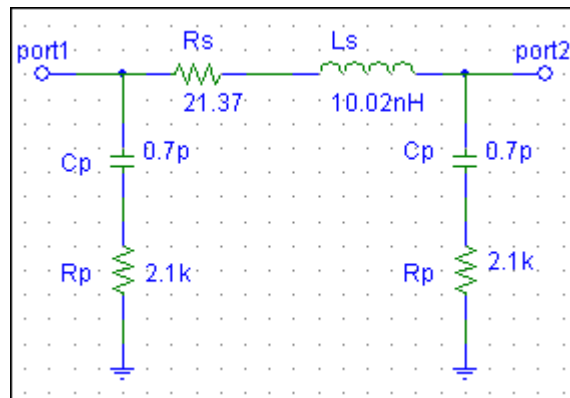 port1
Rs
Ls
port2
21.37
10.02nH
Cp
0.7p
Cp
0.7p
Rp
2.1k
Rp
2.1k